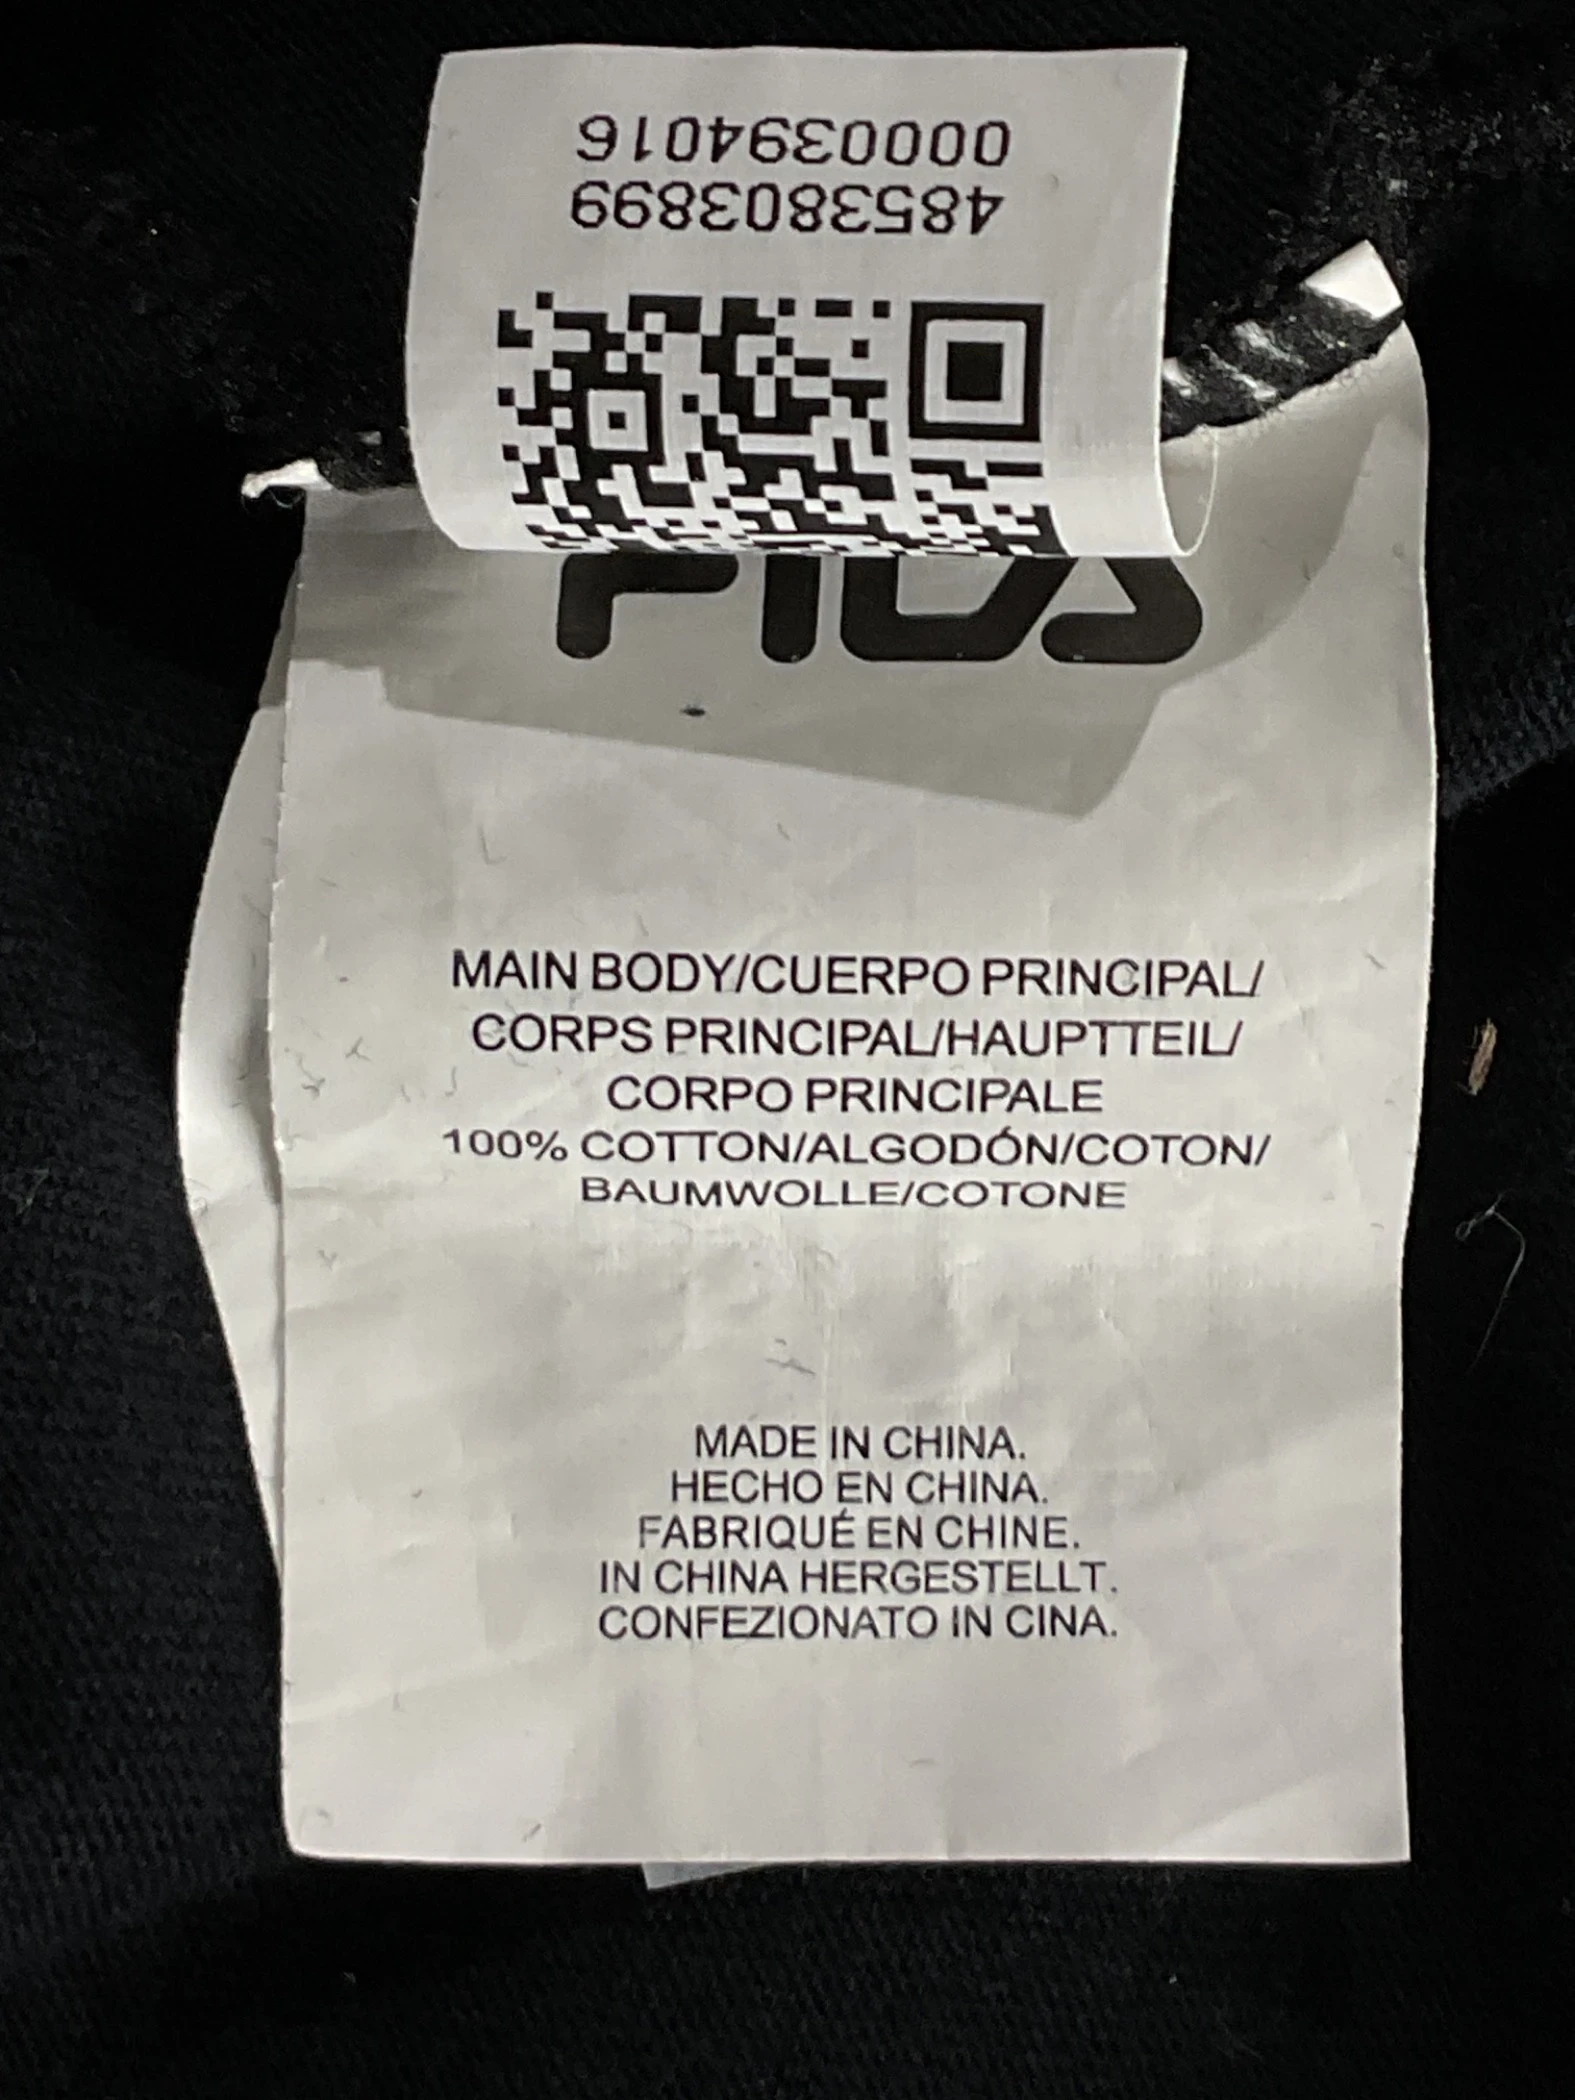 4853803899
0000394016
FILA
MAIN BODY/CUERPO PRINCIPAL/
CORPS PRINCIPAL/HAUPTTEIL/
CORPO PRINCIPALE
100% COTTON/ALGODÓN/COTON/
BAUMWOLLE/COTONE
MADE IN CHINA.
HECHO EN CHINA.
FABRIQUÉ EN CHINE.
IN CHINA HERGESTELLT.
CONFEZIONATO IN CINA.